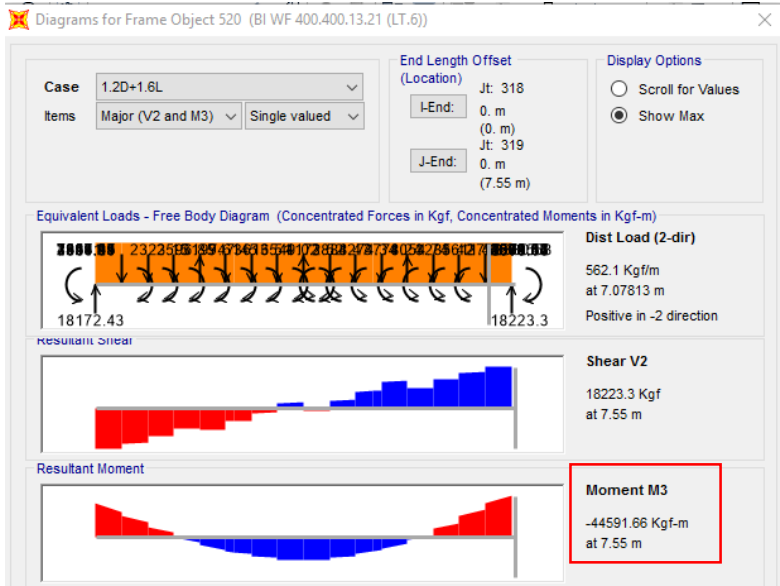 Diagrams for Frame Object 520 (BI WF 400.400.13.21 (LT.6))
Case 1.2D+1.6L
Items Major (V2 and M3) Single valued
End Length Offset
(Location)
I-End: Jt: 318
0. m
(0. m)
J-End: Jt: 319
0. m
(7.55 m)
Display Options
Scroll for Values
Show Max
Equivalent Loads - Free Body Diagram (Concentrated Forces in Kgf, Concentrated Moments in Kgf-m)
18172.43
18223.3
Dist Load (2-dir)
562.1 Kgf/m
at 7.07813 m
Positive in -2 direction
Resultant Shear
Shear V2
18223.3 Kgf
at 7.55 m
Resultant Moment
Moment M3
-44591.66 Kgf-m
at 7.55 m